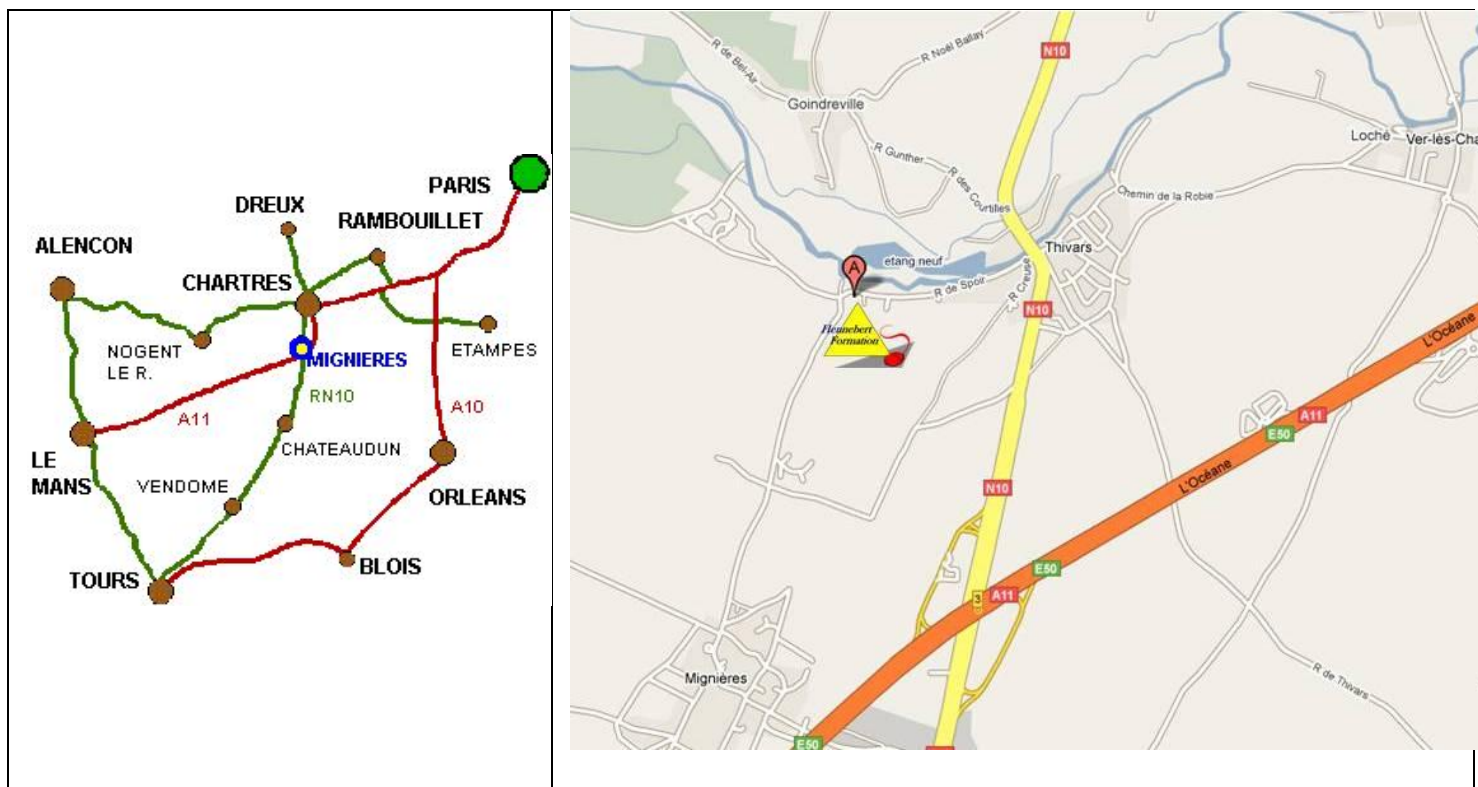 PARIS
DREUX
RAMBOUILLET
ALENCON
CHARTRES
NOGENT
LE R.
MIGNIERES
ETAMPES
A11
RN10
A10
LE
MANS
CHATEAUDUN
VENDOME
ORLEANS
TOURS
BLOIS
N10
R Noël Ballay
R de Bel-Air
Goindreville
Loché
Ver-lès-Cha
R Gunther
R des Courtilles
Chemin de la Roble
Thivars
etang neuf
A
R de Spoir
R Creuse
N10
Hennebert
Formation
L'Océane
A11
E50
L'Océane
N10
E50
3
A11
R de Thivars
Mignières
E50